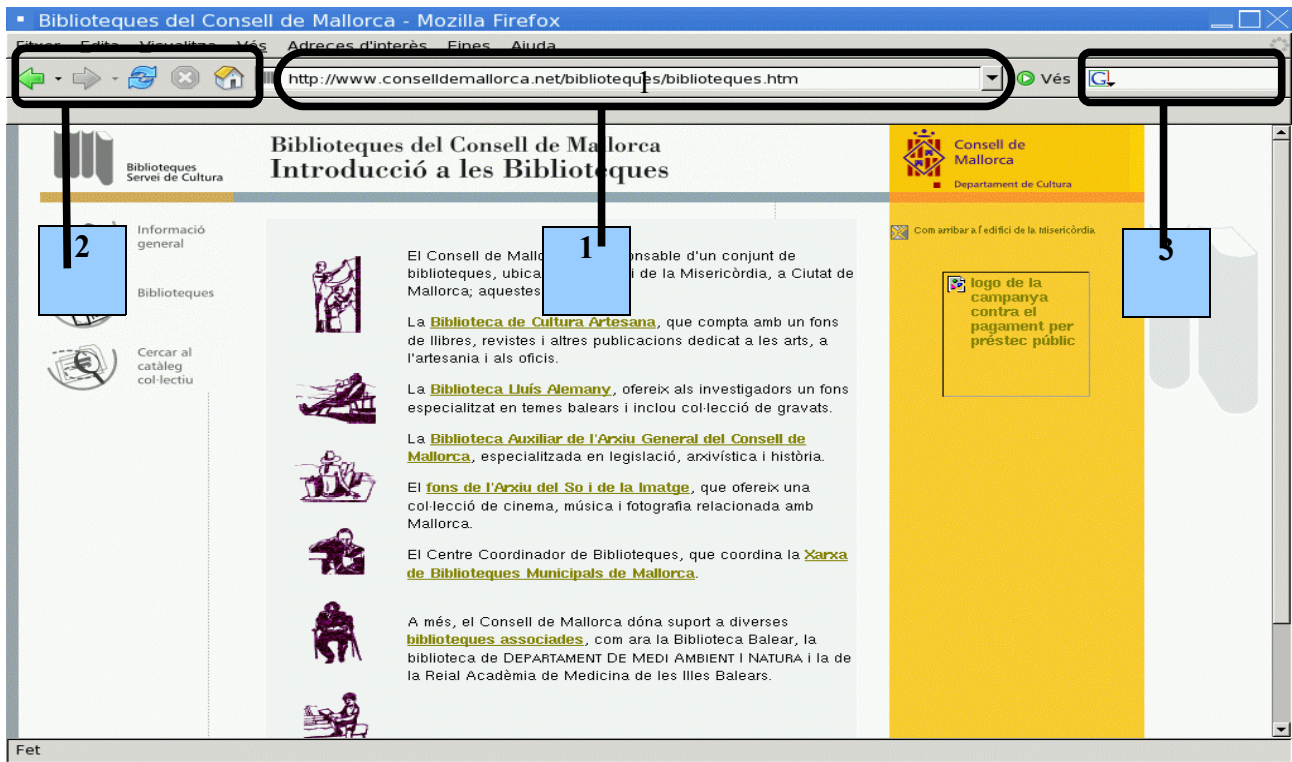 Biblioteques del Consell de Mallorca - Mozilla Firefox
Fitxer Edita Visualitza Vés Adreces d'interès Eines Ajuda
http://www.conselldemallorca.net/biblioteques/biblioteques.htm
1
Vés
G
Biblioteques
Servei de Cultura
Biblioteques del Consell de Mallorca
Introducció a les Biblioteques
Consell de
Mallorca
Departament de Cultura
2
1
3
Informació
general
Biblioteques
Cercar al
catàleg
col·lectiu
El Consell de Mallo nsable d'un conjunt de
biblioteques, ubica i de la Misericòrdia, a Ciutat de
Mallorca; aquestes
La Biblioteca de Cultura Artesana, que compta amb un fons
de llibres, revistes i altres publicacions dedicat a les arts, a
l'artesania i als oficis.
La Biblioteca Lluís Alemany, ofereix als investigadors un fons
especialitzat en temes balears i inclou col·lecció de gravats.
La Biblioteca Auxiliar de l'Arxiu General del Consell de
Mallorca, especialitzada en legislació, arxivística i història.
El fons de l'Arxiu del So i de la Imatge, que ofereix una
col·lecció de cinema, música i fotografia relacionada amb
Mallorca.
El Centre Coordinador de Biblioteques, que coordina la Xarxa
de Biblioteques Municipals de Mallorca.
A més, el Consell de Mallorca dóna suport a diverses
biblioteques associades, com ara la Biblioteca Balear, la
biblioteca de DEPARTAMENT DE MEDI AMBIENT I NATURA i la de
la Reial Acadèmia de Medicina de les Illes Balears.
Com arribar a l'edifici de la Misericòrdia
logo de la
campanya
contra el
pagament per
préstec públic
Fet